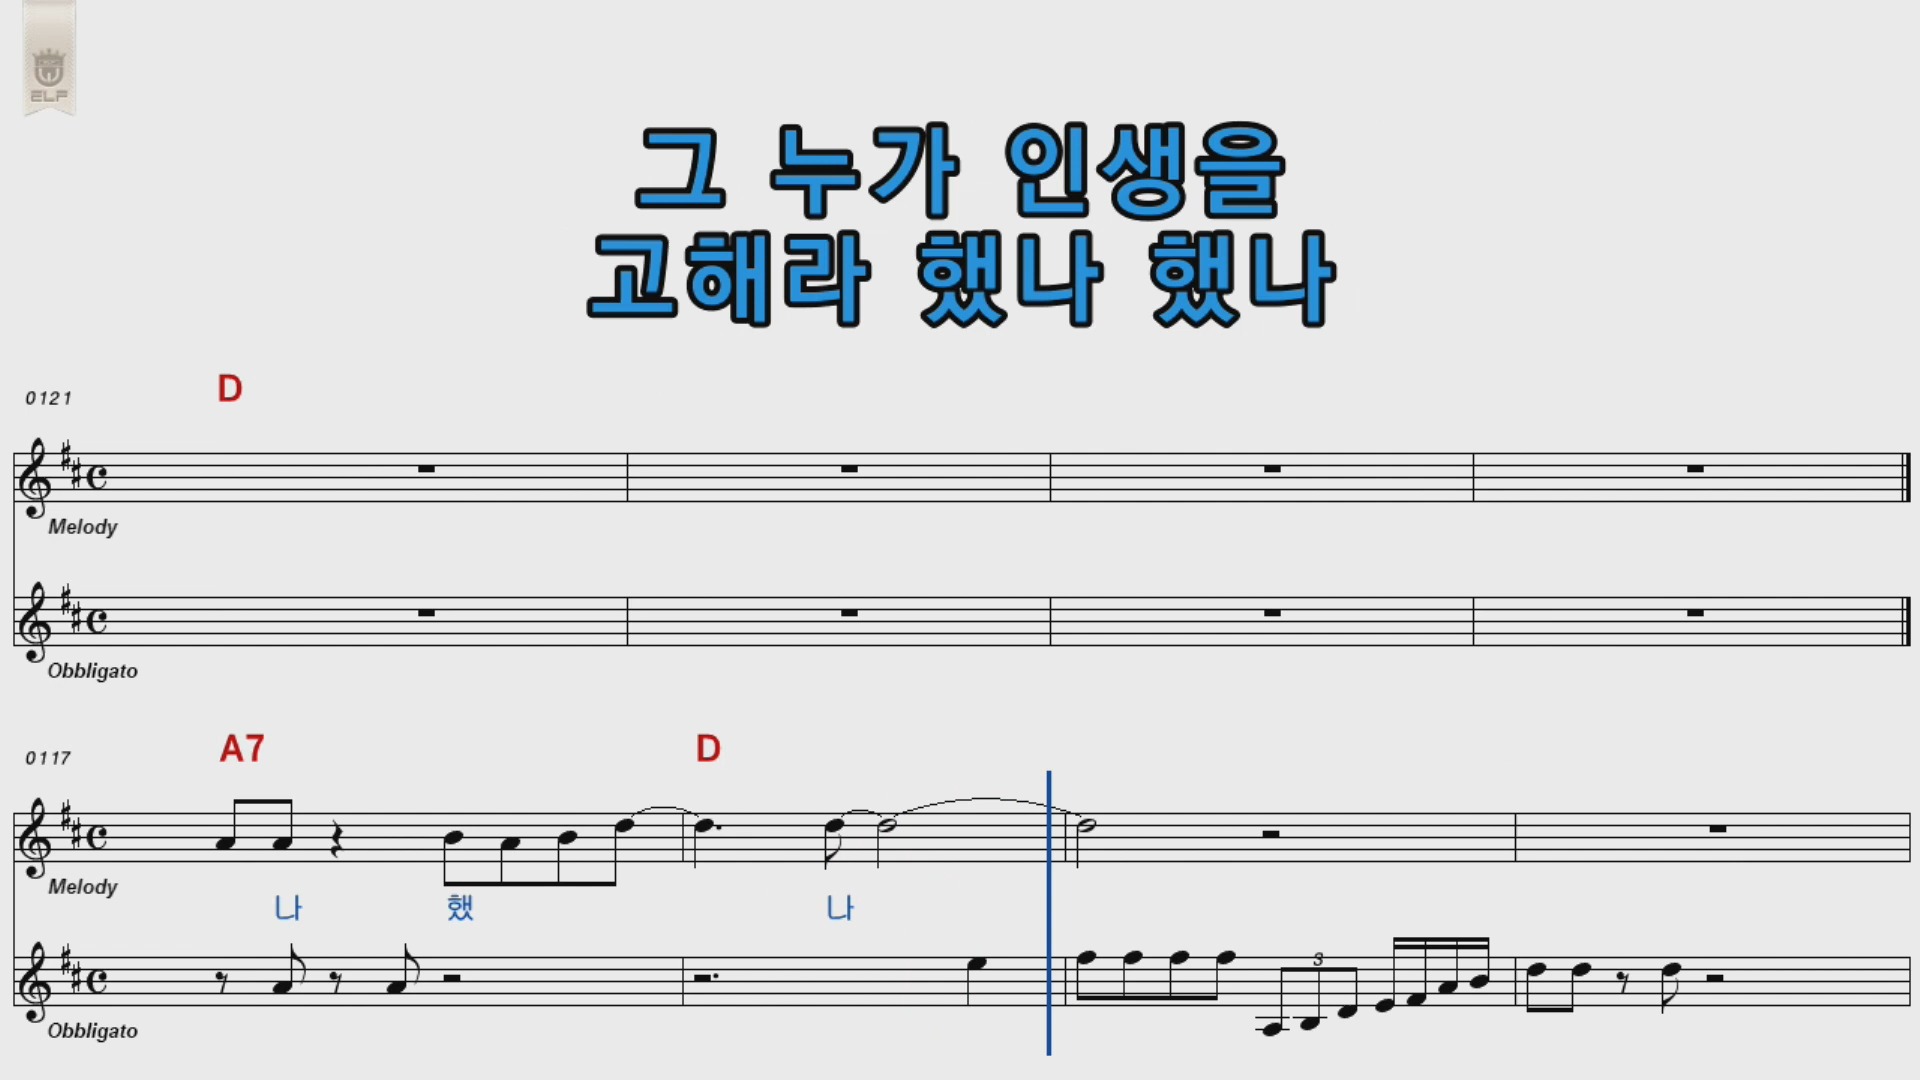 ELF
그 누가 인생을
고해라 했나 했나
0121
D
Melody
Obbligato
0117
A7 D
Melody
나 했 나
3
Obbligato